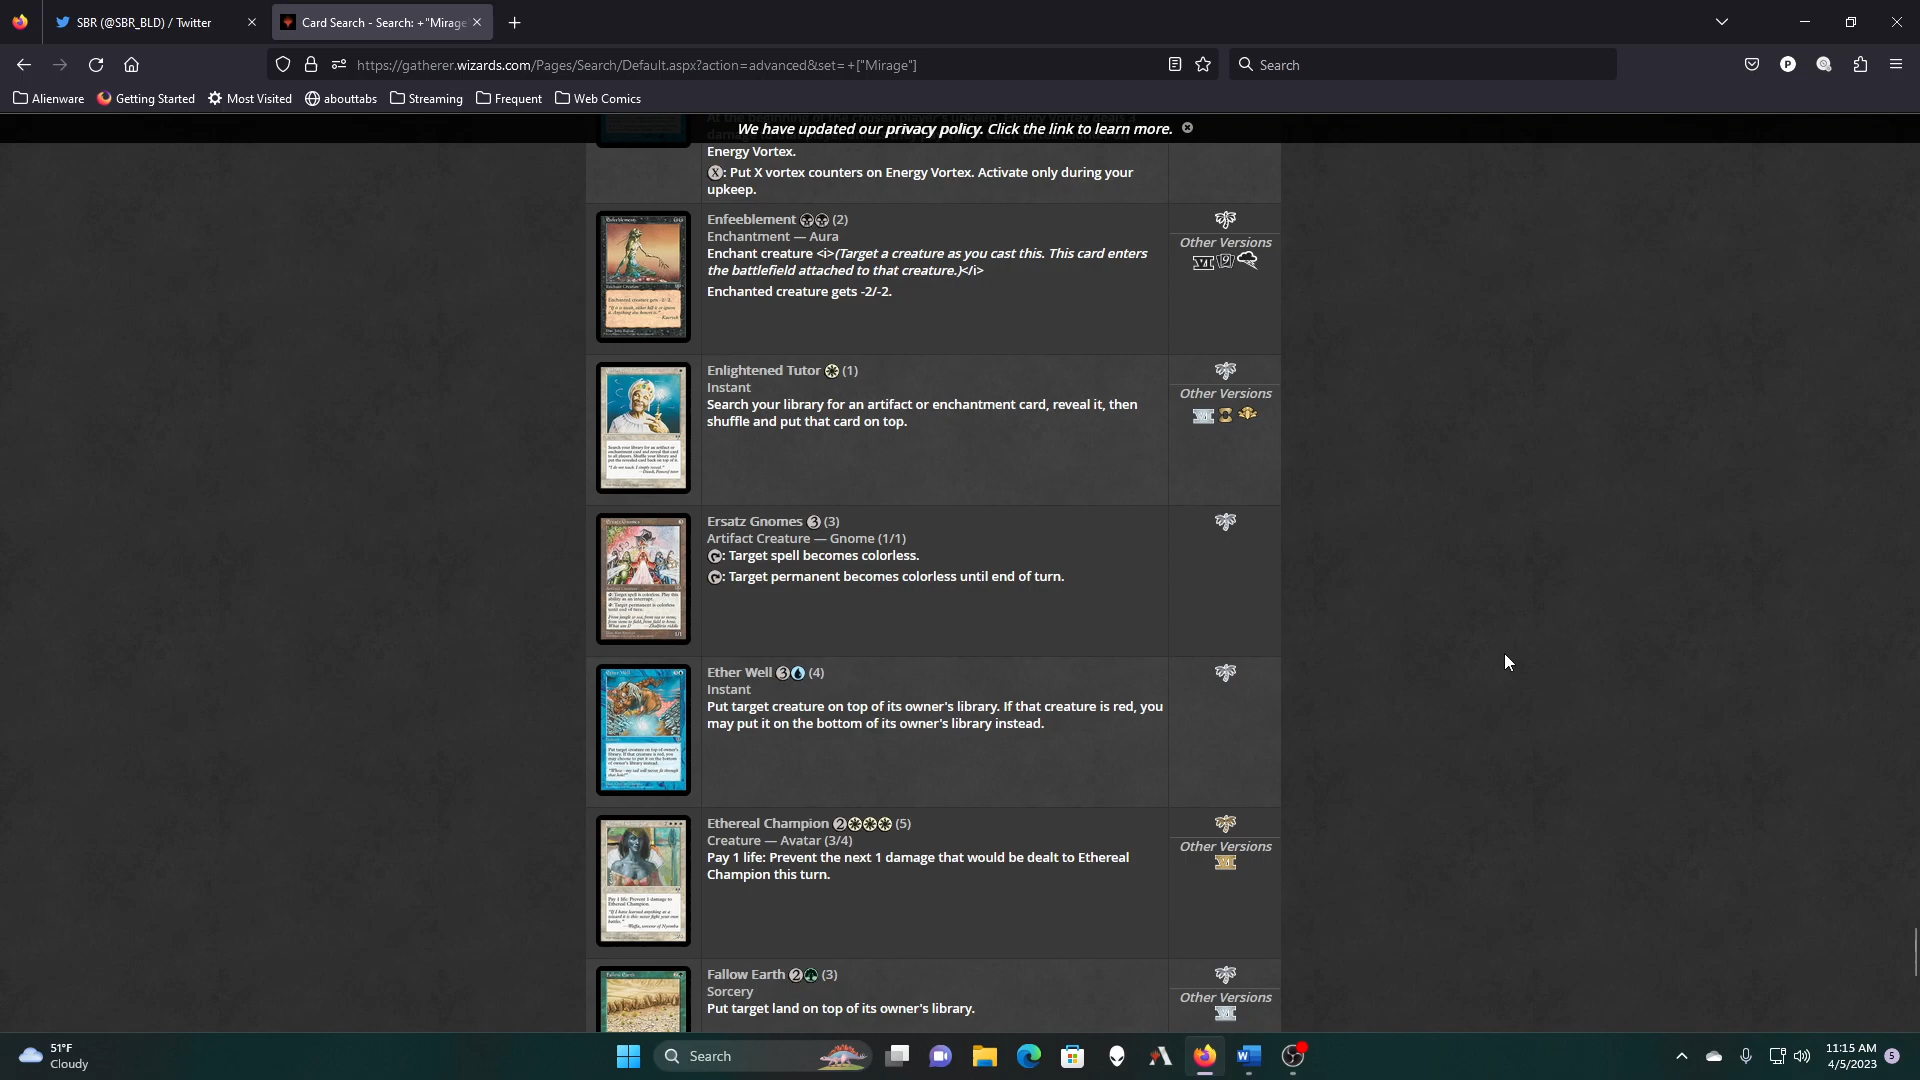 SBR (@SBR_BLD) / Twitter
Card Search - Search: +"Mirage
https://gatherer.wizards.com/Pages/Search/Default.aspx?action=advanced&set=+["Mirage"]
Search
Alienware
Getting Started
Most Visited
abouttabs
Streaming
Frequent
Web Comics
We have updated our privacy policy. Click the link to learn more.
Energy Vortex.
X: Put X vortex counters on Energy Vortex. Activate only during your
upkeep.
Enfeeblement (2)
Enchantment — Aura
Enchant creature <i>(Target a creature as you cast this. This card enters
the battlefield attached to that creature.)</i>
Enchanted creature gets -2/-2.
Other Versions
Enlightened Tutor (1)
Instant
Search your library for an artifact or enchantment card, reveal it, then
shuffle and put that card on top.
Other Versions
Ersatz Gnomes 3 (3)
Artifact Creature — Gnome (1/1)
: Target spell becomes colorless.
: Target permanent becomes colorless until end of turn.
Ether Well 3 (4)
Instant
Put target creature on top of its owner's library. If that creature is red, you
may put it on the bottom of its owner's library instead.
Ethereal Champion 2 (5)
Creature — Avatar (3/4)
Pay 1 life: Prevent the next 1 damage that would be dealt to Ethereal
Champion this turn.
Other Versions
Fallow Earth 2 (3)
Sorcery
Put target land on top of its owner's library.
Other Versions
51°F
Cloudy
Search
11:15 AM
4/5/2023
5